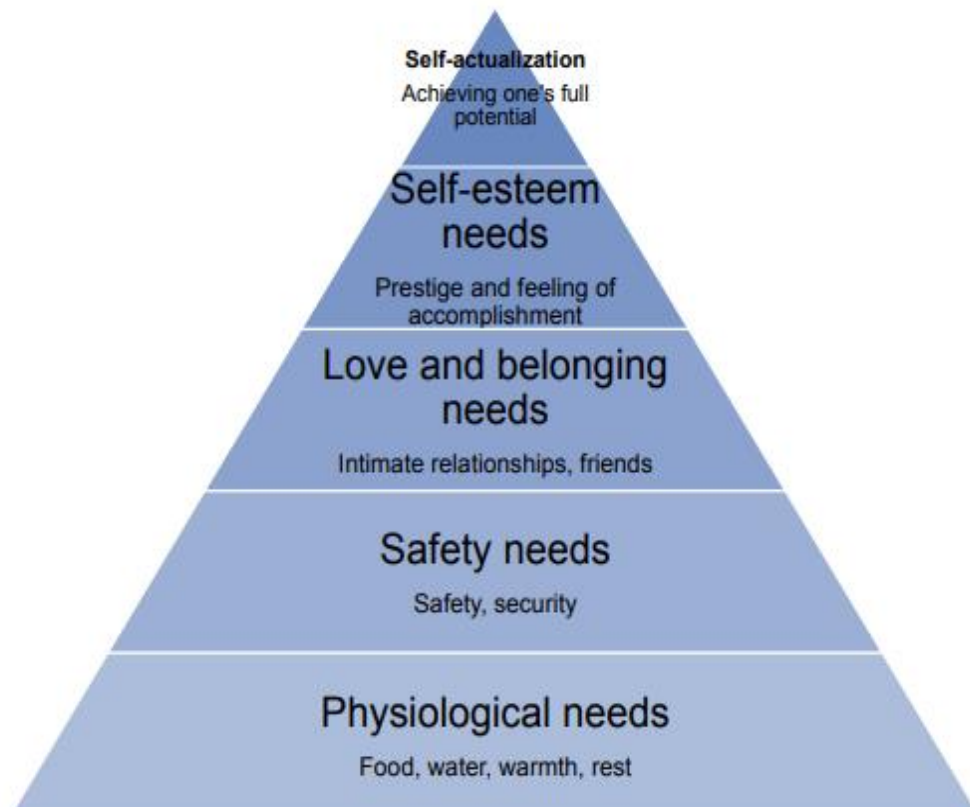 Self-actualization
Achieving one's full
potential
Self-esteem
needs
Prestige and feeling of
accomplishment
Love and belonging
needs
Intimate relationships, friends
Safety needs
Safety, security
Physiological needs
Food, water, warmth, rest